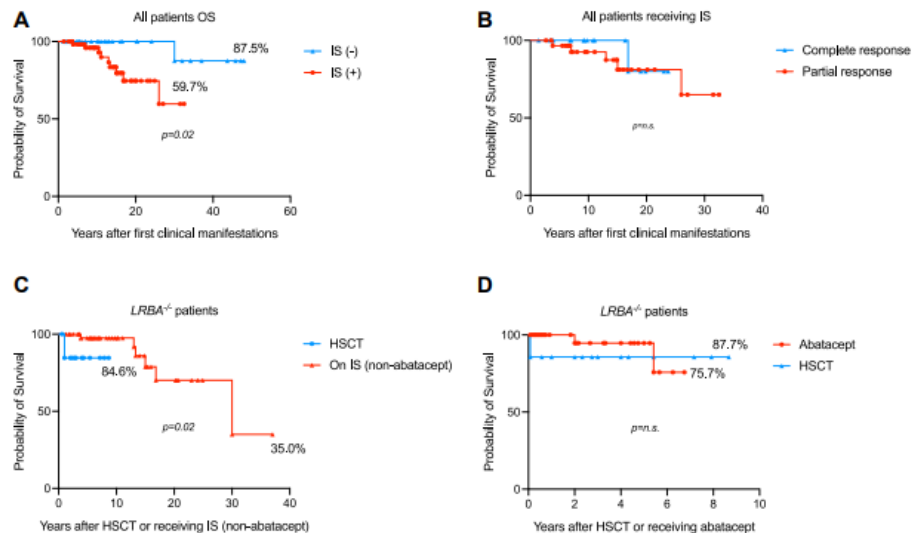 A
All patients OS
Probability of Survival
100
50
0
0
20
40
60
87.5%
59.7%
p=0.02
IS (-)
IS (+)
Years after first clinical manifestations
B
All patients receiving IS
Probability of Survival
100
50
0
0
10
20
30
40
p=n.s.
Complete response
Partial response
Years after first clinical manifestations
C
LRBA-/- patients
Probability of Survival
100
50
0
0
10
20
30
40
84.6%
p=0.02
35.0%
HSCT
On IS (non-abatacept)
Years after HSCT or receiving IS (non-abatacept)
D
LRBA-/- patients
Probability of Survival
100
50
0
0
2
4
6
8
10
87.7%
75.7%
p=n.s.
Abatacept
HSCT
Years after HSCT or receiving abatacept